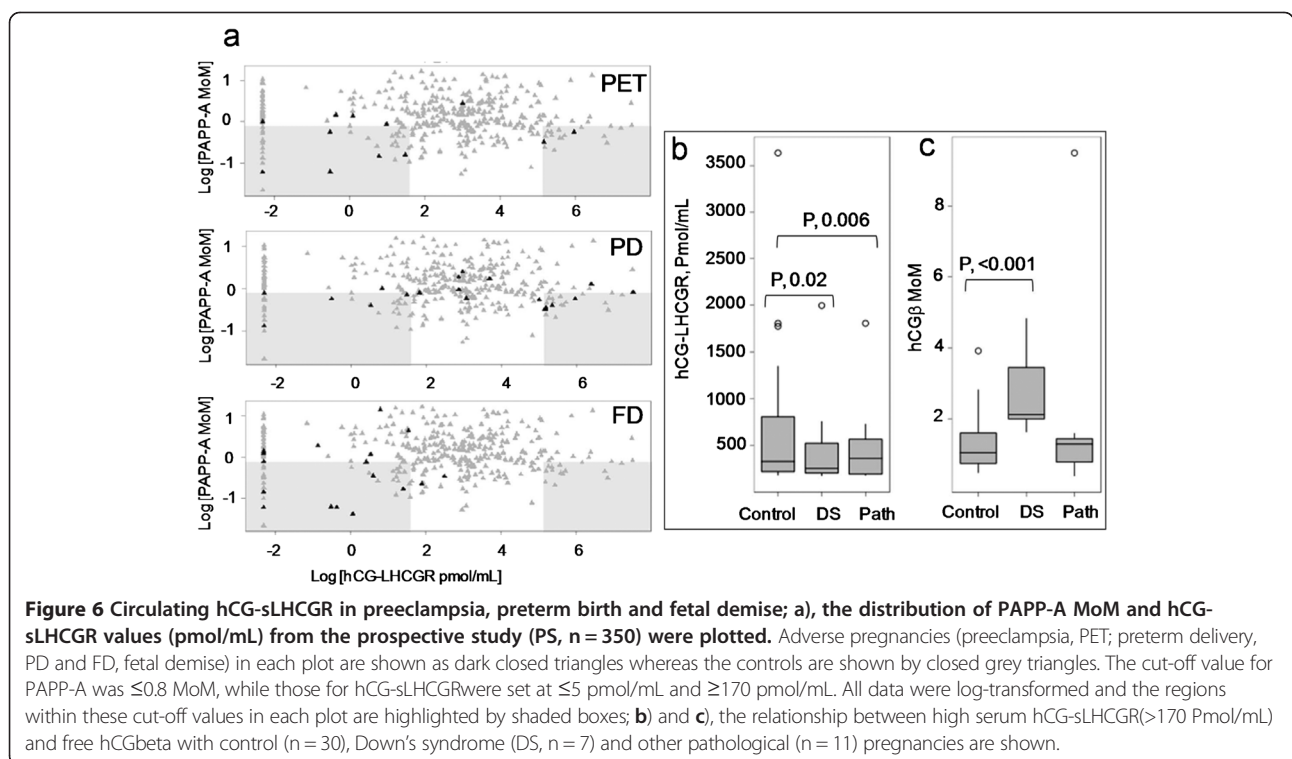 a
PET
Log[PAPP-A MoM]
1
0
-1
-2 0 2 4 6
PD
Log[PAPP-A MoM]
1
0
-1
-2 0 2 4 6
FD
Log[PAPP-A MoM]
1
0
-1
-2 0 2 4 6
Log[hCG-LHCGR pmol/mL]
b
hCG-LHCGR, Pmol/mL
3500
3000
2500
2000
1500
1000
500
P, 0.006
P, 0.02
Control DS Path
c
hCGβ MoM
8
6
4
2
P, <0.001
Control DS Path
Figure 6 Circulating hCG-sLHCGR in preeclampsia, preterm birth and fetal demise; a), the distribution of PAPP-A MoM and hCG-
sLHCGR values (pmol/mL) from the prospective study (PS, n = 350) were plotted. Adverse pregnancies (preeclampsia, PET; preterm delivery,
PD and FD, fetal demise) in each plot are shown as dark closed triangles whereas the controls are shown by closed grey triangles. The cut-off value for
PAPP-A was ≤0.8 MoM, while those for hCG-sLHCGRwere set at ≤5 pmol/mL and ≥170 pmol/mL. All data were log-transformed and the regions
within these cut-off values in each plot are highlighted by shaded boxes; b) and c), the relationship between high serum hCG-sLHCGR(>170 Pmol/mL)
and free hCGbeta with control (n = 30), Down's syndrome (DS, n = 7) and other pathological (n = 11) pregnancies are shown.